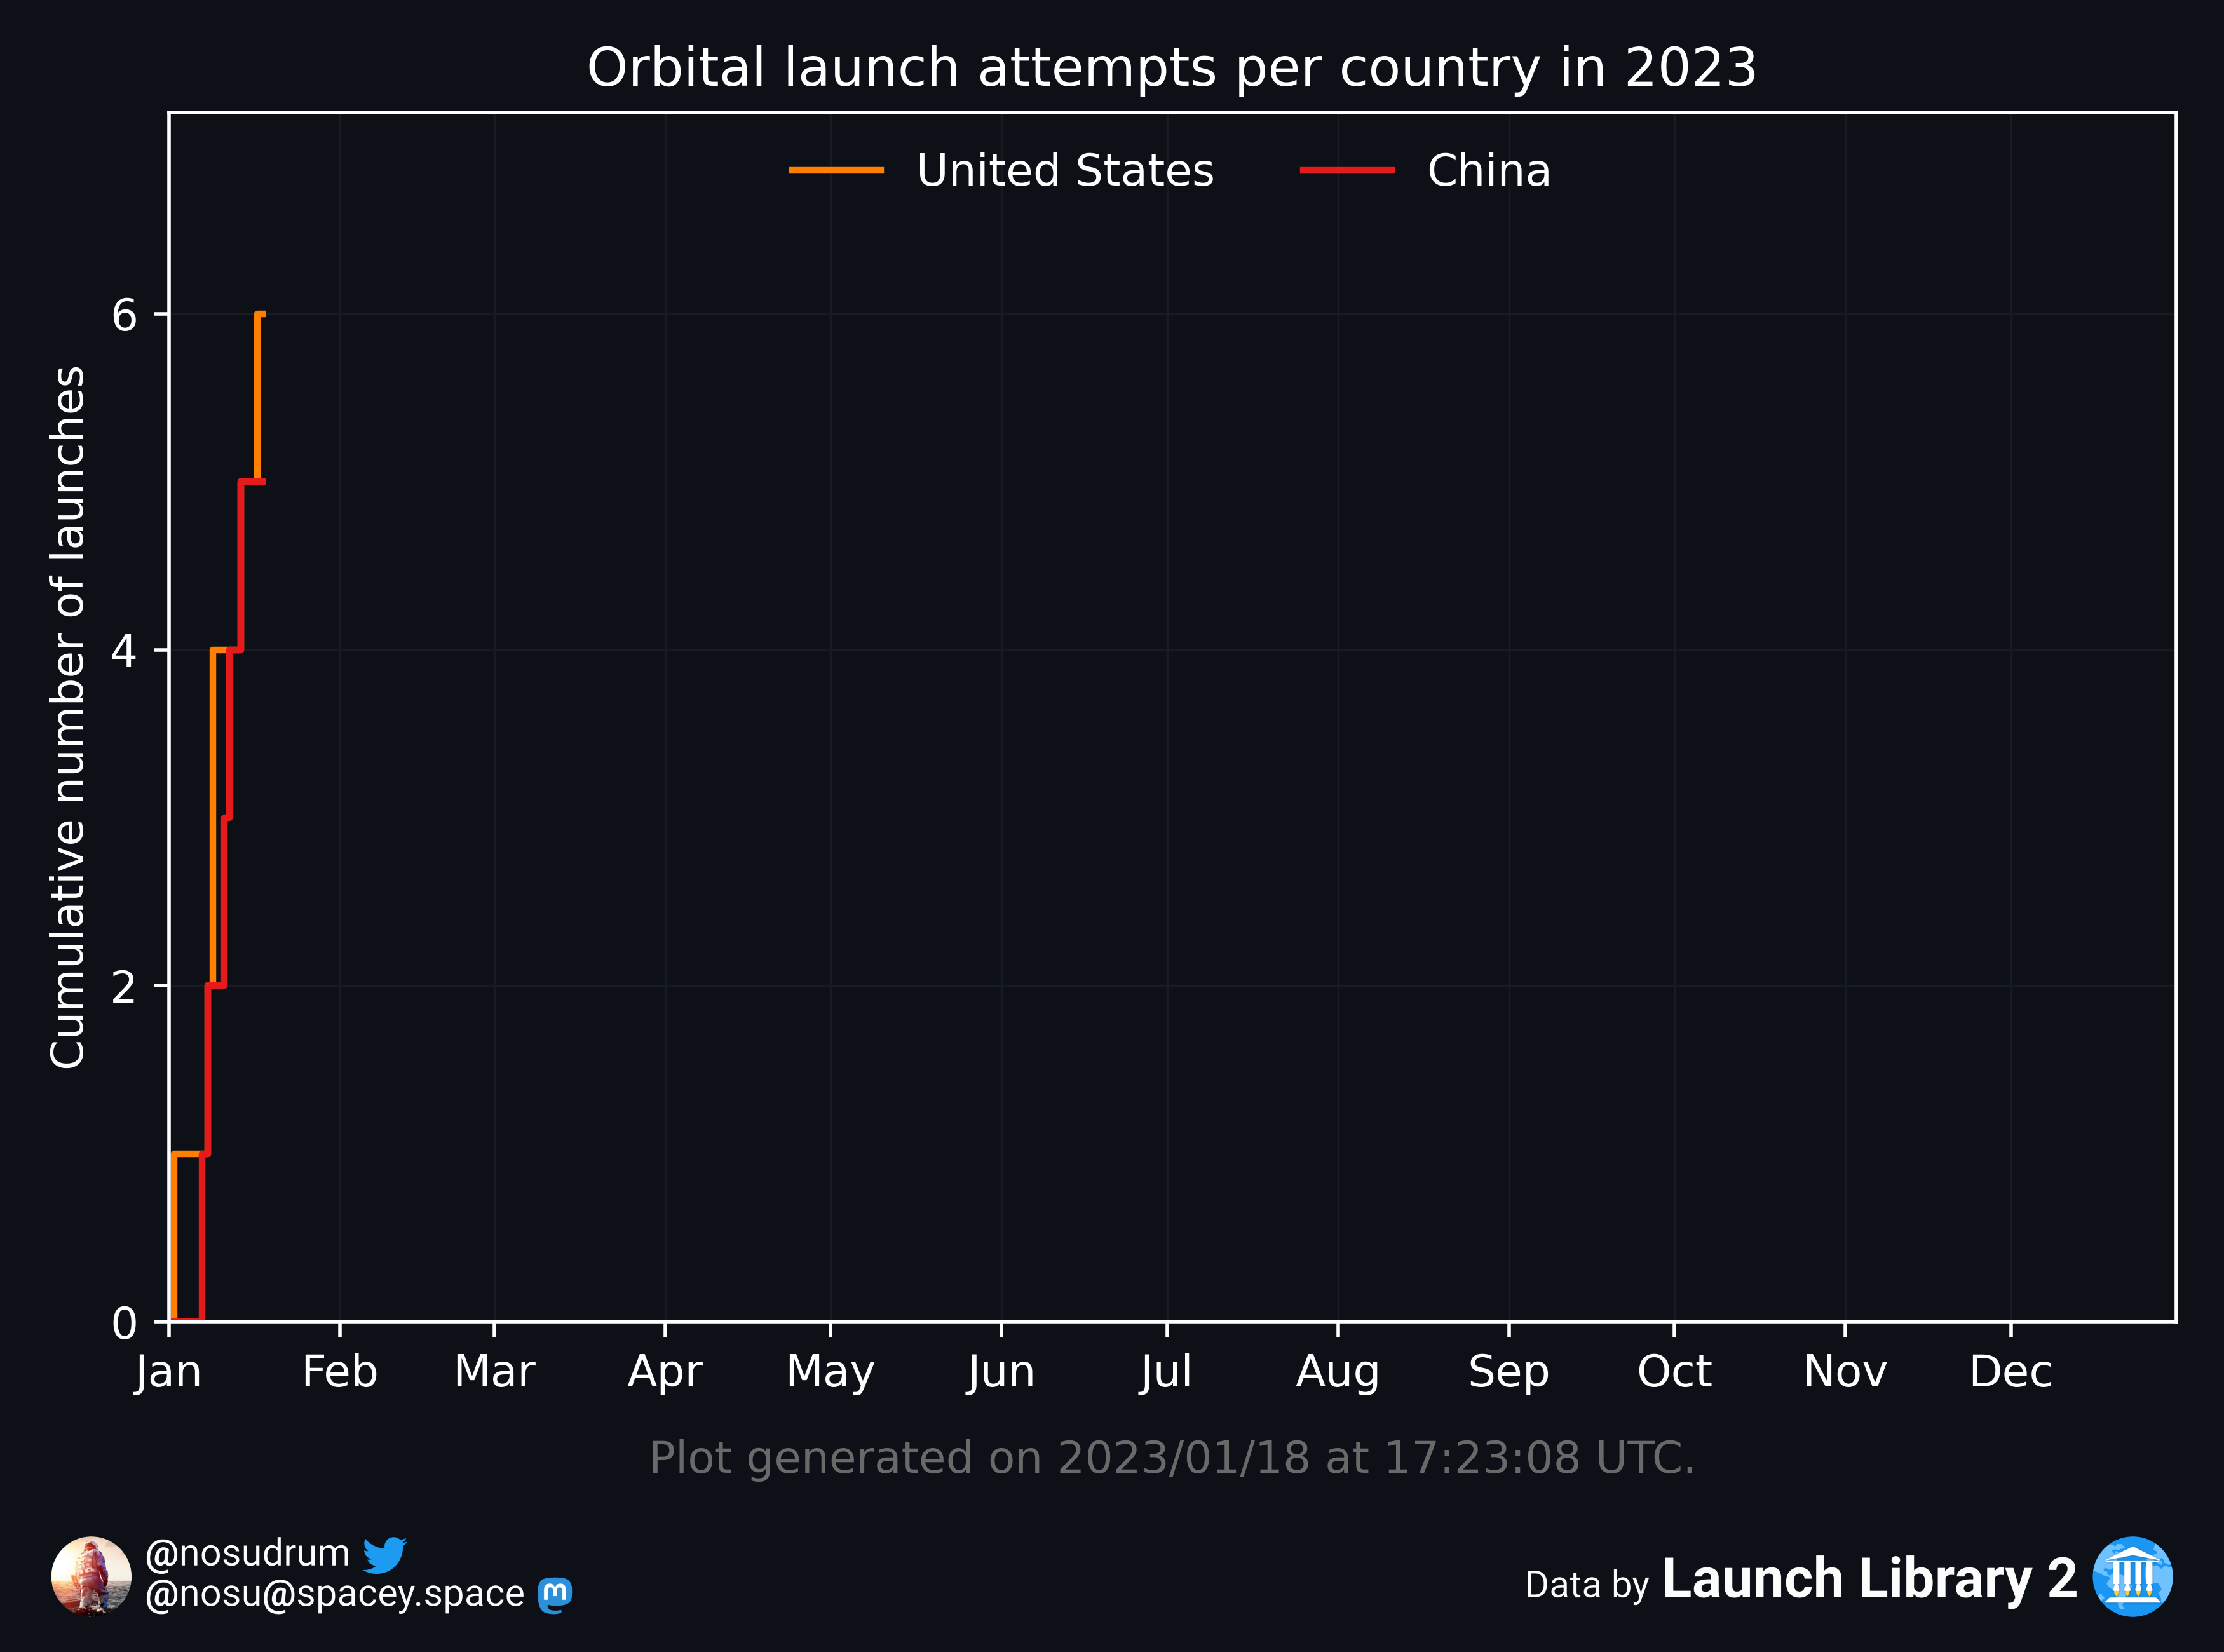 Orbital launch attempts per country in 2023
United States
China
Cumulative number of launches
6
4
2
0
Jan Feb Mar Apr May Jun Jul Aug Sep Oct Nov Dec
Plot generated on 2023/01/18 at 17:23:08 UTC.
@nosudrum
@nosu@spacey.space
Data by Launch Library 2